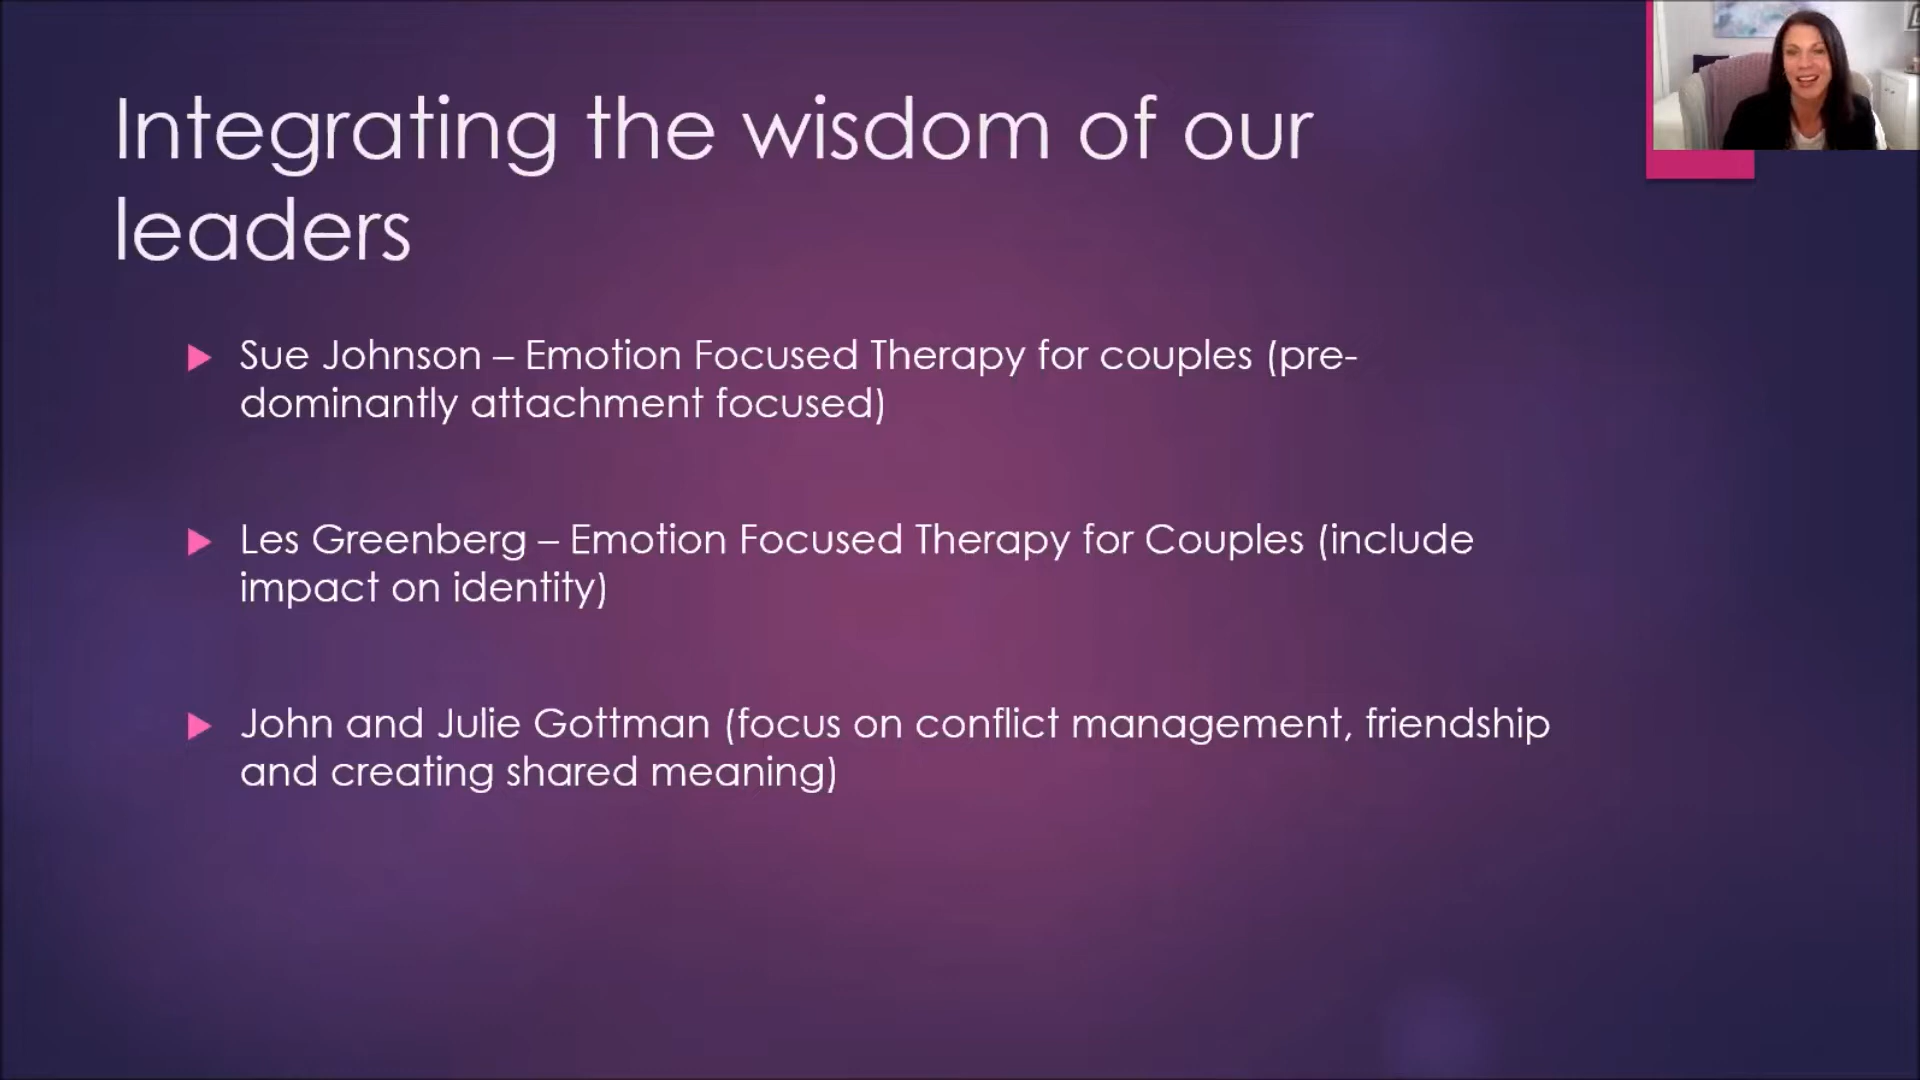 Integrating the wisdom of our
leaders
Sue Johnson – Emotion Focused Therapy for couples (pre-
dominantly attachment focused)
Les Greenberg – Emotion Focused Therapy for Couples (include
impact on identity)
John and Julie Gottman (focus on conflict management, friendship
and creating shared meaning)